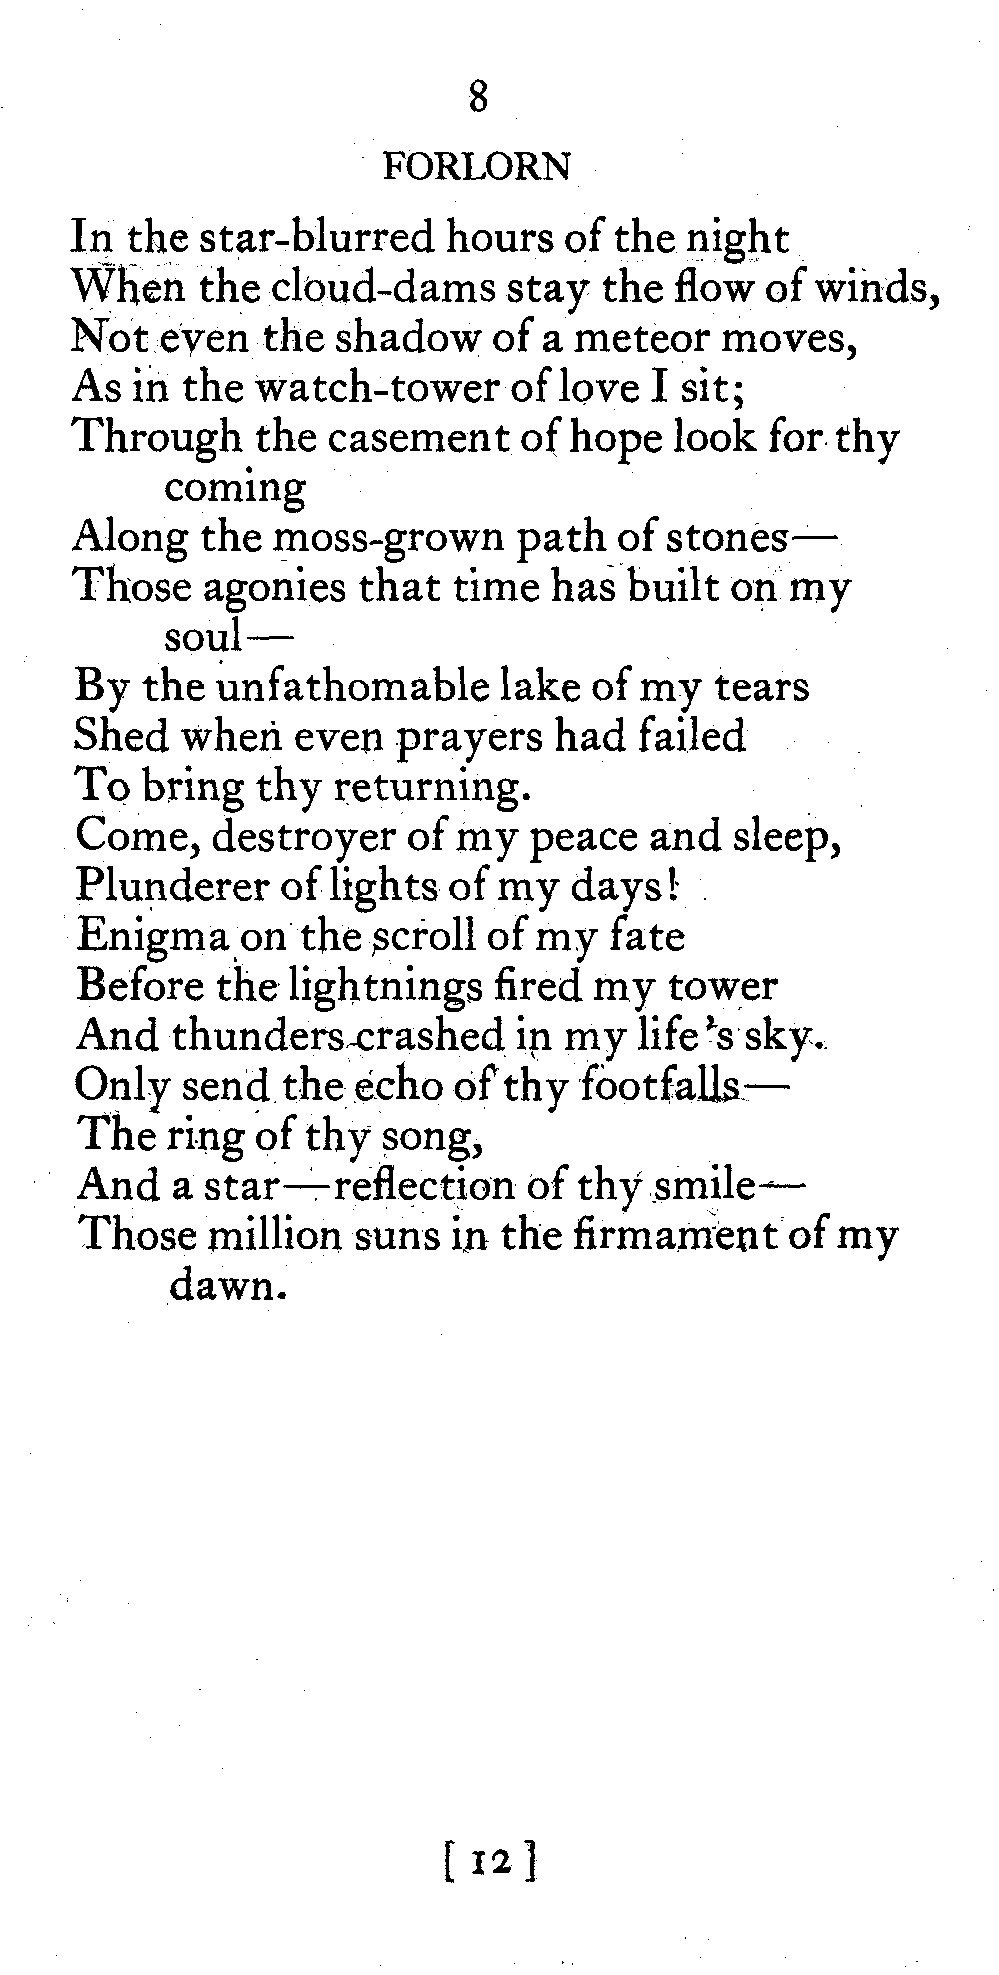 8
FORLORN
In the star-blurred hours of the night
When the cloud-dams stay the flow of winds,
Not even the shadow of a meteor moves,
As in the watch-tower of love I sit;
Through the casement of hope look for thy
coming
Along the moss-grown path of stones—
Those agonies that time has built on my
soul—
By the unfathomable lake of my tears
Shed when even prayers had failed
To bring thy returning.
Come, destroyer of my peace and sleep,
Plunderer of lights of my days!
Enigma on the scroll of my fate
Before the lightnings fired my tower
And thunders crashed in my life's sky.
Only send the echo of thy footfalls—
The ring of thy song,
And a star—reflection of thy smile—
Those million suns in the firmament of my
dawn.
[ 12 ]